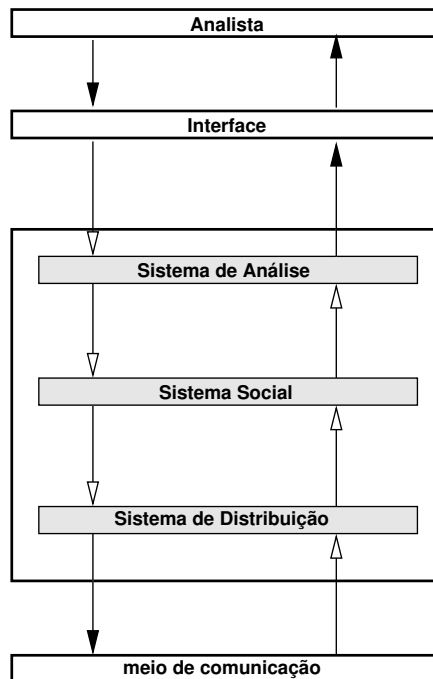 Analista
Interface
Sistema de Análise
Sistema Social
Sistema de Distribuição
meio de comunicação